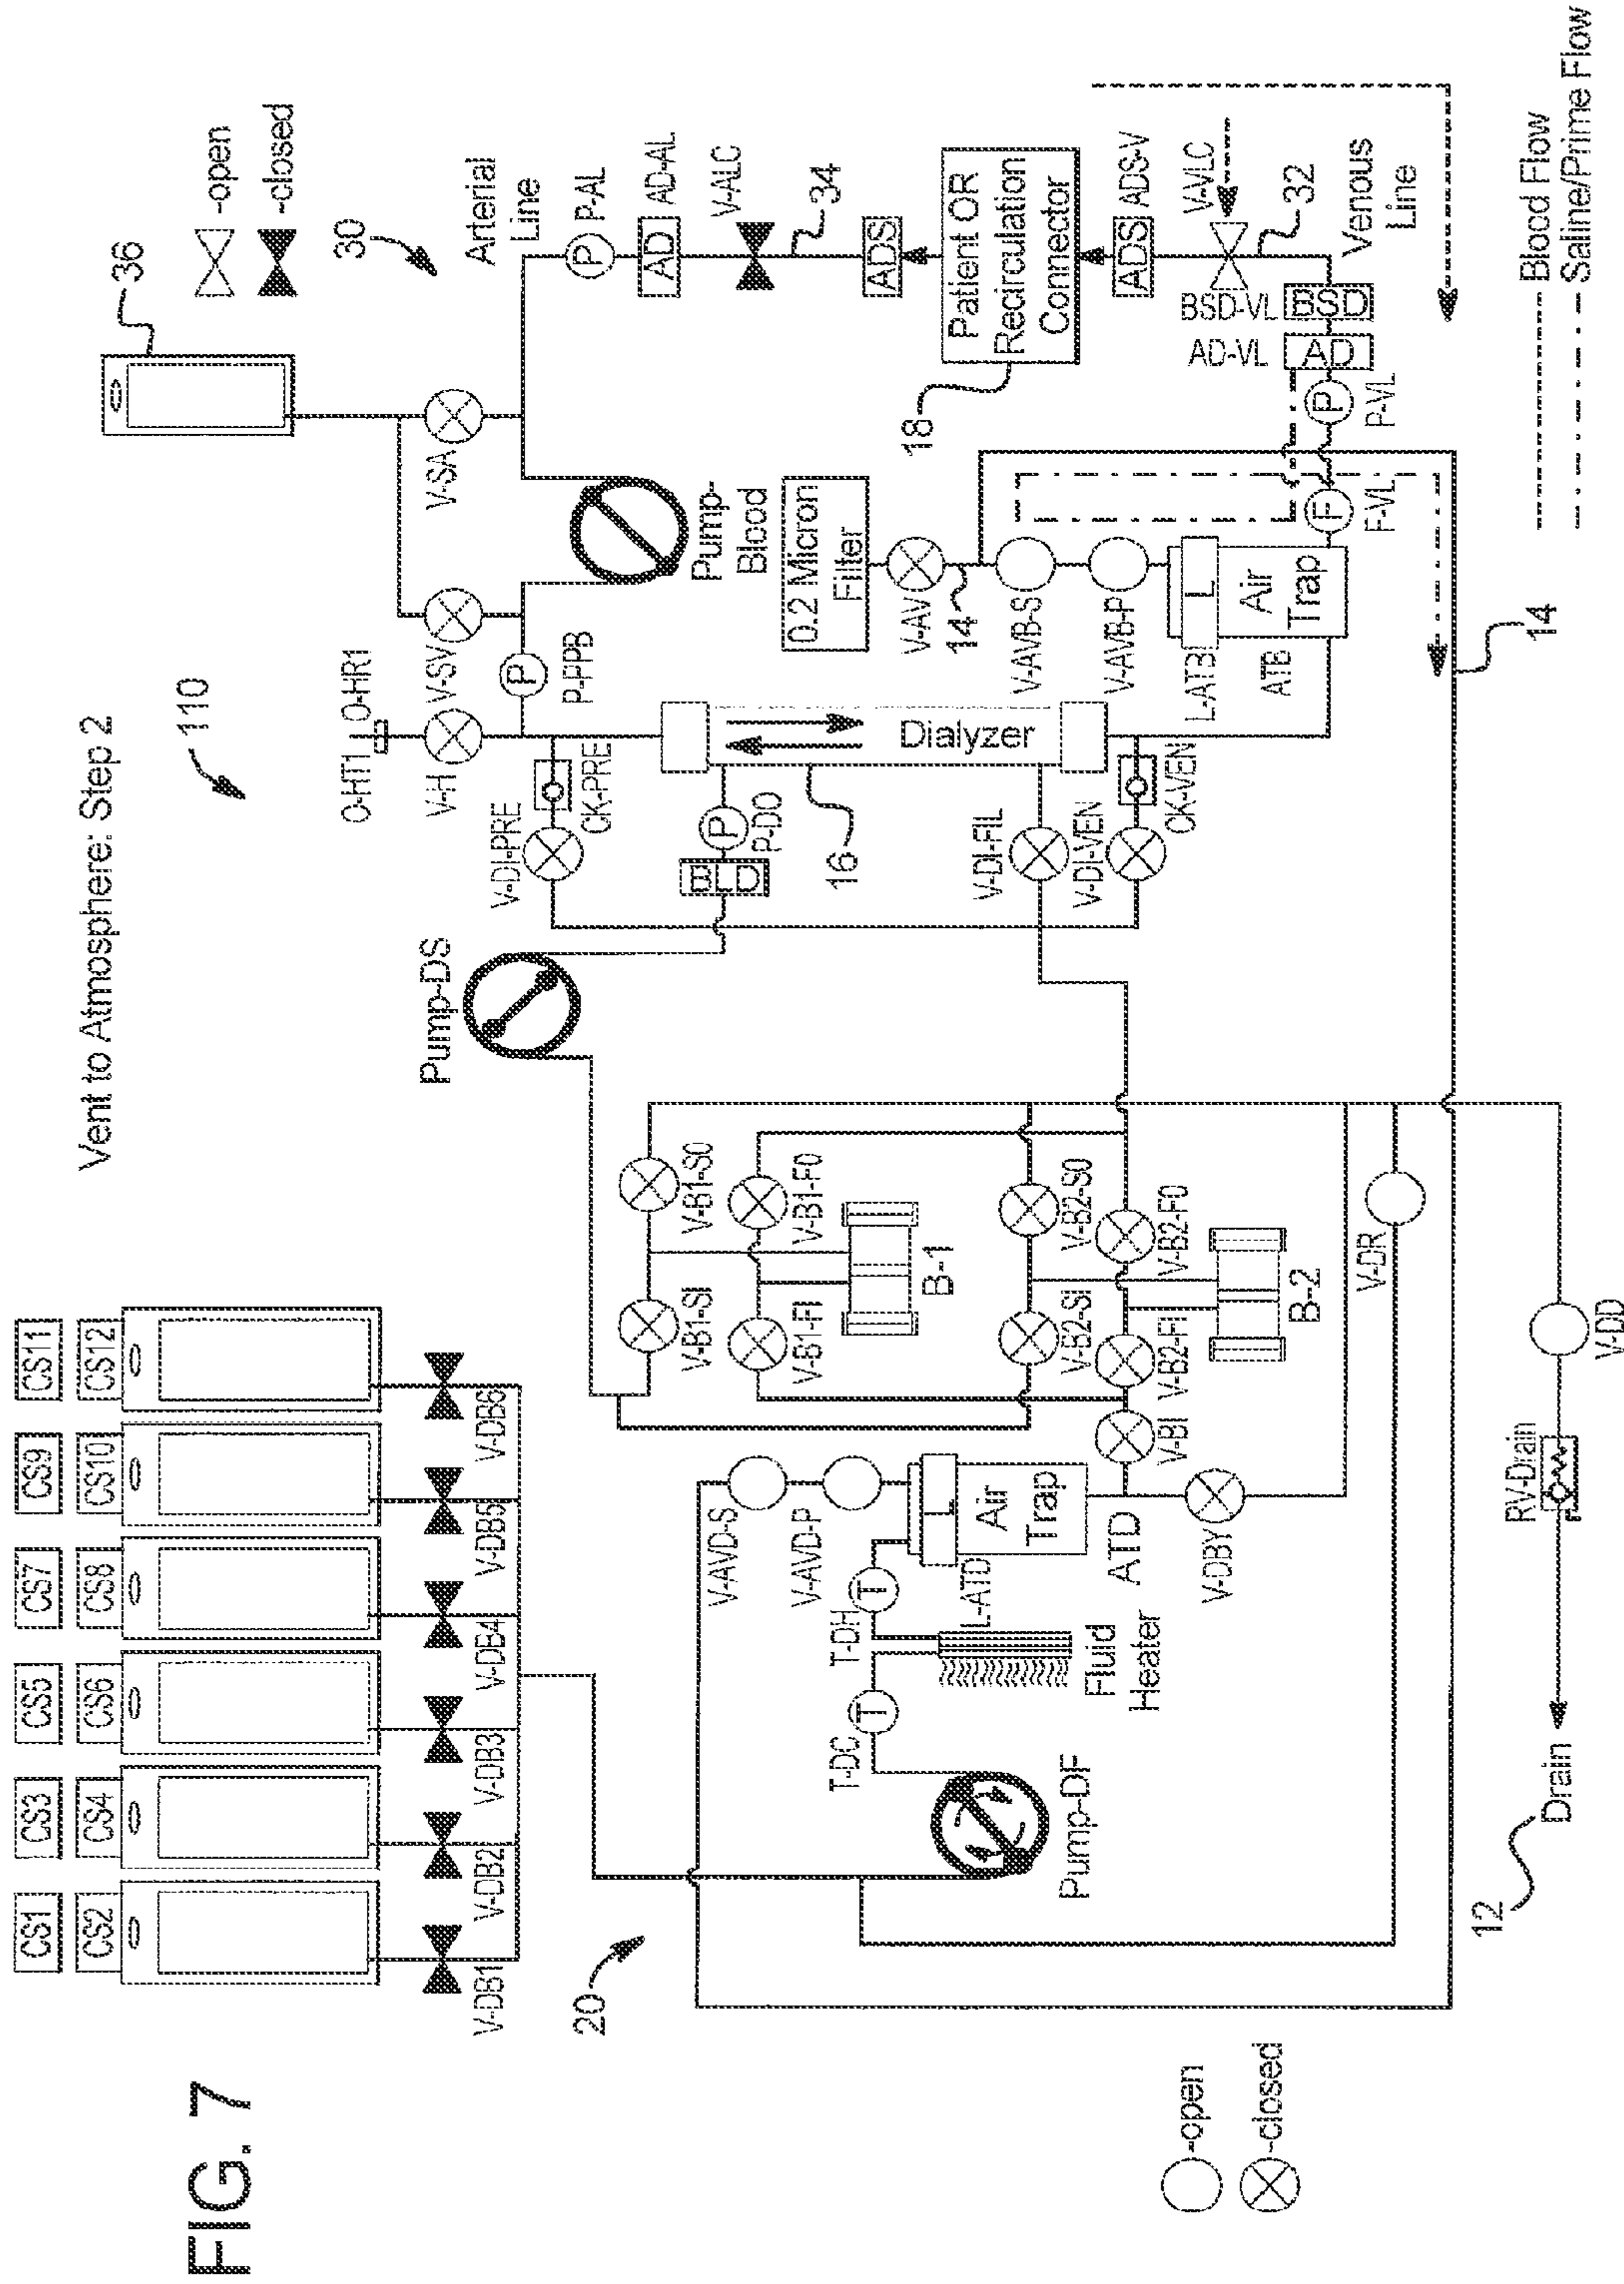 FIG. 7
Vent to Atmosphere: Step 2
110
CS1
CS2
CS3
CS4
CS5
CS6
CS7
CS8
CS9
CS10
CS11
CS12
V-DB1
V-DB2
V-DB3
V-DB4
V-DB5
V-DB6
20
Pump-DS
O-HT1
O-HR1
V-H
V-SV
V-SA
36
-open
-closed
30
Arterial
Line
P-AL
AD
AD-AL
V-ALC
34
ADS
Patient OR
Recirculation
Connector
18
ADS
ADS-V
V-VLC
32
Venous
Line
BSD-VL
BSD
AD-VL
AD
P
P-VL
F
F-VL
P
P
P-PPB
Pump-
Blood
V-DI-PRE
CK-PRE
BLD
P
P-DO
16
Dialyzer
V-DI-FIL
V-DI-VEN
CK-VEN
0.2 Micron
Filter
V-AV
14
V-AVB-S
V-AVB-P
L-ATB
L
Air
Trap
ATB
14
Blood Flow
Saline/Prime Flow
V-B1-SI
V-B1-S0
V-B1-FI
V-B1-F0
B-1
V-B2-SI
V-B2-S0
V-B2-FI
V-B2-F0
B-2
V-BI
V-DBY
V-DR
V-DD
RV-Drain
Drain
12
V-AVD-S
V-AVD-P
L-ATD
L
Air
Trap
ATD
T
T-DH
T
T-DC
Fluid
Heater
Pump-DF
-open
-closed